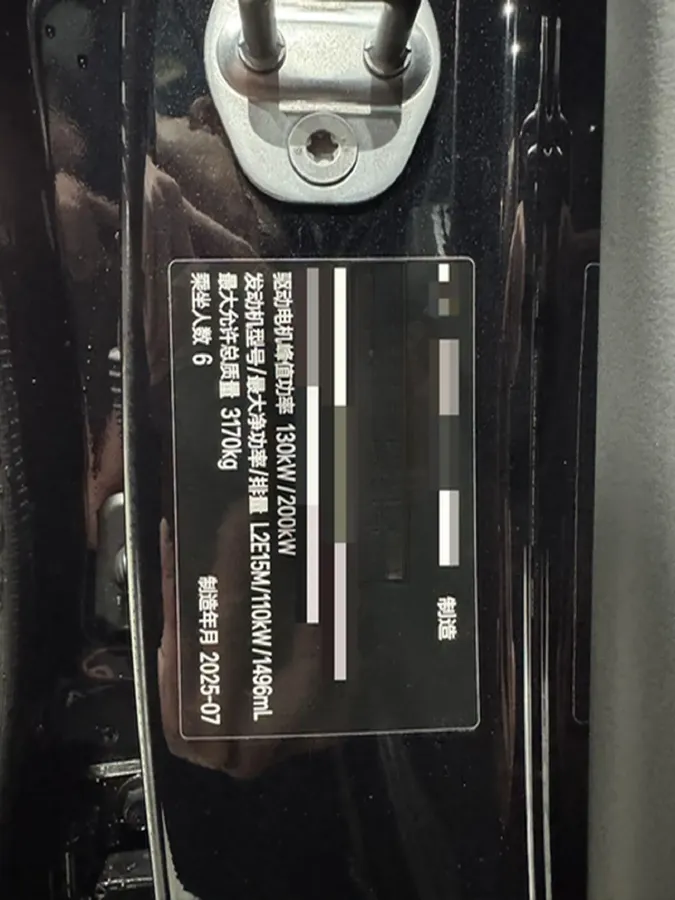 制造
驱动电机峰值功率 130kW/200kW
发动机型号/最大净功率/排量 L2E15M/110kW/1496mL
最大允许总质量 3170kg
乘坐人数 6 制造年月 2025-07